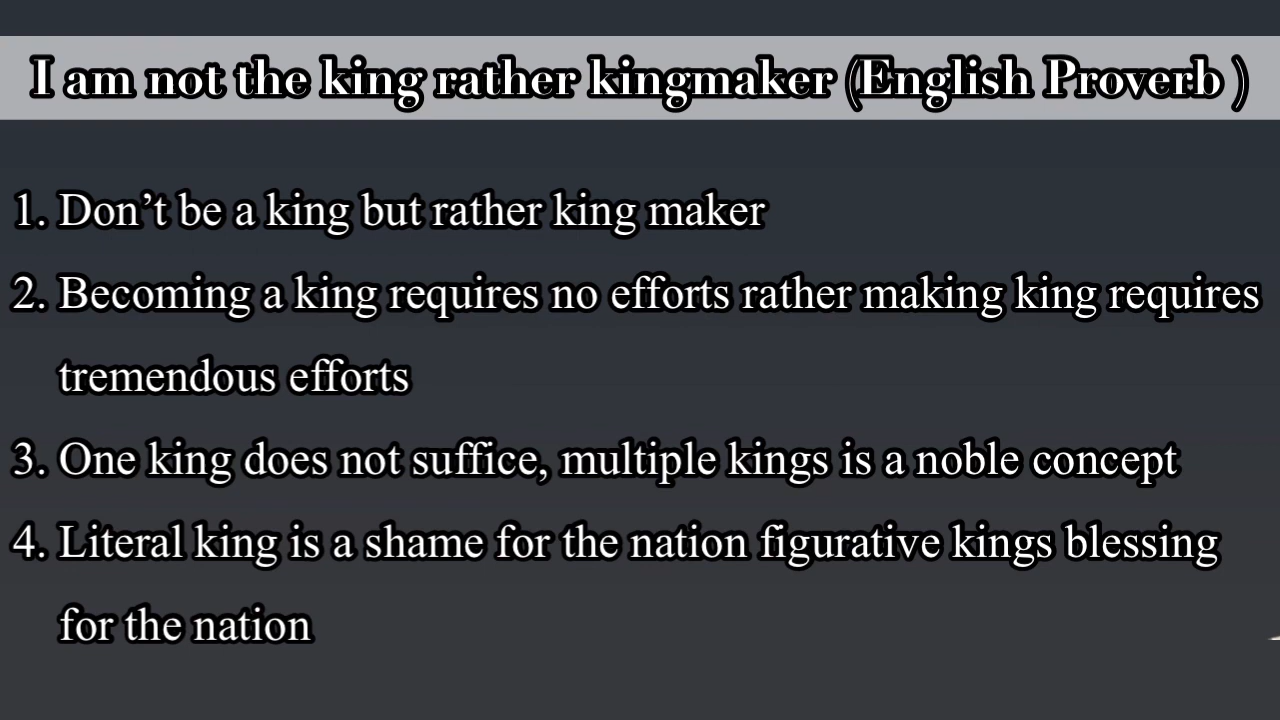 I am not the king rather kingmaker (English Proverb )
1. Don’t be a king but rather king maker
2. Becoming a king requires no efforts rather making king requires
tremendous efforts
3. One king does not suffice, multiple kings is a noble concept
4. Literal king is a shame for the nation figurative kings blessing
for the nation